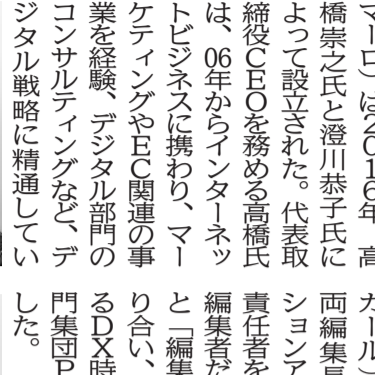 マーロ）は2016年、高
橋崇之氏と澄川恭子氏に
よって設立された。代表取
締役CEOを務める高橋氏
は、06年からインターネッ
トビジネスに携わり、マー
ケティングやEC関連の事
業を経験、デジタル部門の
コンサルティングなど、デ
ジタル戦略に精通してい
カール）
両編集長
ションア
責任者を
編集者だ
と「編集
り合い、
るDX時
門集団P
した。